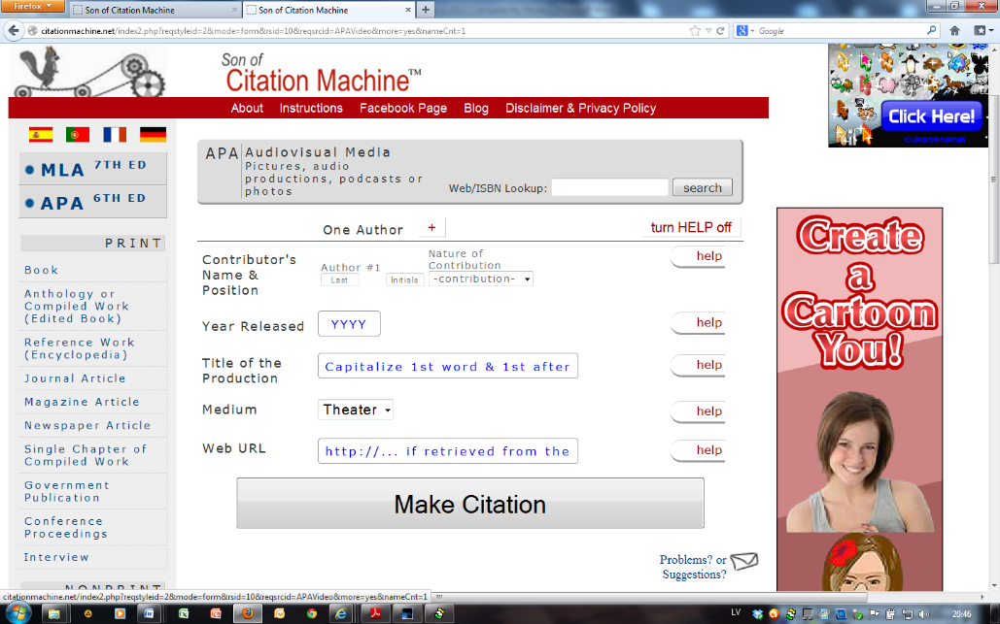 Firefox
Son of Citation Machine
Son of Citation Machine
citationmachine.net/index2.php?reqstyleid=2&mode=form&rsid=10&reqsrcid=APAVideo&more=yes&nameCnt=1
Google
Son of
Citation Machine™
About Instructions Facebook Page Blog Disclaimer & Privacy Policy
Click Here!
CURSORMANIA
MLA 7TH ED
APA 6TH ED
PRINT
Book
Anthology or
Compiled Work
(Edited Book)
Reference Work
(Encyclopedia)
Journal Article
Magazine Article
Newspaper Article
Single Chapter of
Compiled Work
Government
Publication
Conference
Proceedings
Interview
NONPRINT
APA Audiovisual Media
Pictures, audio
productions, podcasts or
photos
Web/ISBN Lookup: search
One Author + turn HELP off
Contributor's
Name &
Position
Author #1
Last Initials
Nature of
Contribution
-contribution-
help
Year Released YYYY help
Title of the
Production
Capitalize 1st word & 1st after
help
Medium Theater help
Web URL http://... if retrieved from the help
Make Citation
Problems? or
Suggestions?
Create
a
Cartoon
You!
citationmachine.net/index2.php?reqstyleid=2&mode=form&rsid=10&reqsrcid=APAVideo&more=yes&nameCnt=1
LV
20:46